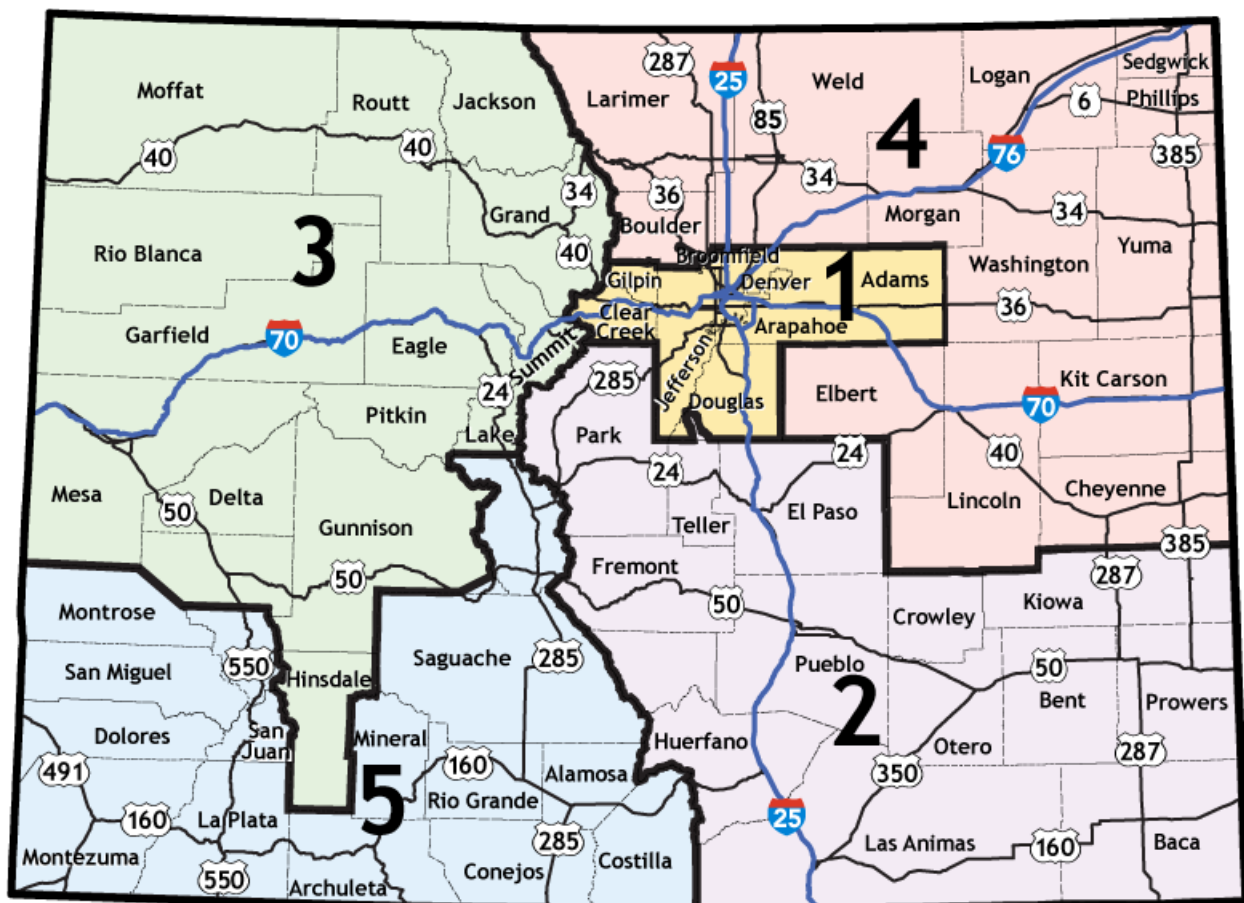 287
25
Weld
Logan
Sedgwick
Moffat
Routt
Jackson
Larimer
85
6
Phillips
40
40
4
76
385
34
36
34
34
Grand
Boulder
Morgan
3
Rio Blanca
40
Broomfield
Washington
Yuma
Gilpin
Denver
1
Adams
Garfield
70
Clear
Creek
Arapahoe
36
Eagle
Summit
Jefferson
24
285
Douglas
Elbert
70
Kit Carson
Pitkin
Lake
Park
24
24
40
Mesa
Delta
50
Gunnison
Teller
El Paso
Lincoln
Cheyenne
385
50
Fremont
287
Montrose
50
Crowley
Kiowa
San Miguel
550
Hinsdale
Saguache
285
Pueblo
50
Bent
Prowers
Dolores
San
Juan
Mineral
Huerfano
2
Otero
287
491
5
160
Alamosa
350
Rio Grande
160
La Plata
25
Montezuma
550
Archuleta
Conejos
285
Costilla
Las Animas
160
Baca